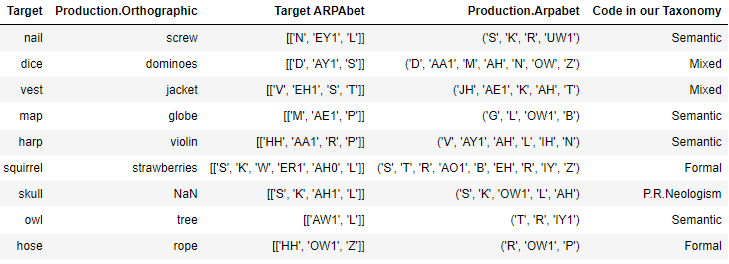 Target Production.Orthographic Target ARPAbet Production.Arpabet Code in our Taxonomy
nail screw [['N', 'EY1', 'L']] ('S', 'K', 'R', 'UW1') Semantic
dice dominoes [['D', 'AY1', 'S']] ('D', 'AA1', 'M', 'AH', 'N', 'OW', 'Z') Mixed
vest jacket [['V', 'EH1', 'S', 'T']] ('JH', 'AE1', 'K', 'AH', 'T') Mixed
map globe [['M', 'AE1', 'P']] ('G', 'L', 'OW1', 'B') Semantic
harp violin [['HH', 'AA1', 'R', 'P']] ('V', 'AY1', 'AH', 'L', 'IH', 'N') Semantic
squirrel strawberries [['S', 'K', 'W', 'ER1', 'AH0', 'L']] ('S', 'T', 'R', 'AO1', 'B', 'EH', 'R', 'IY', 'Z') Formal
skull NaN [['S', 'K', 'AH1', 'L']] ('S', 'K', 'OW1', 'L', 'AH') P.R.Neologism
owl tree [['AW1', 'L']] ('T', 'R', 'IY1') Semantic
hose rope [['HH', 'OW1', 'Z']] ('R', 'OW1', 'P') Formal